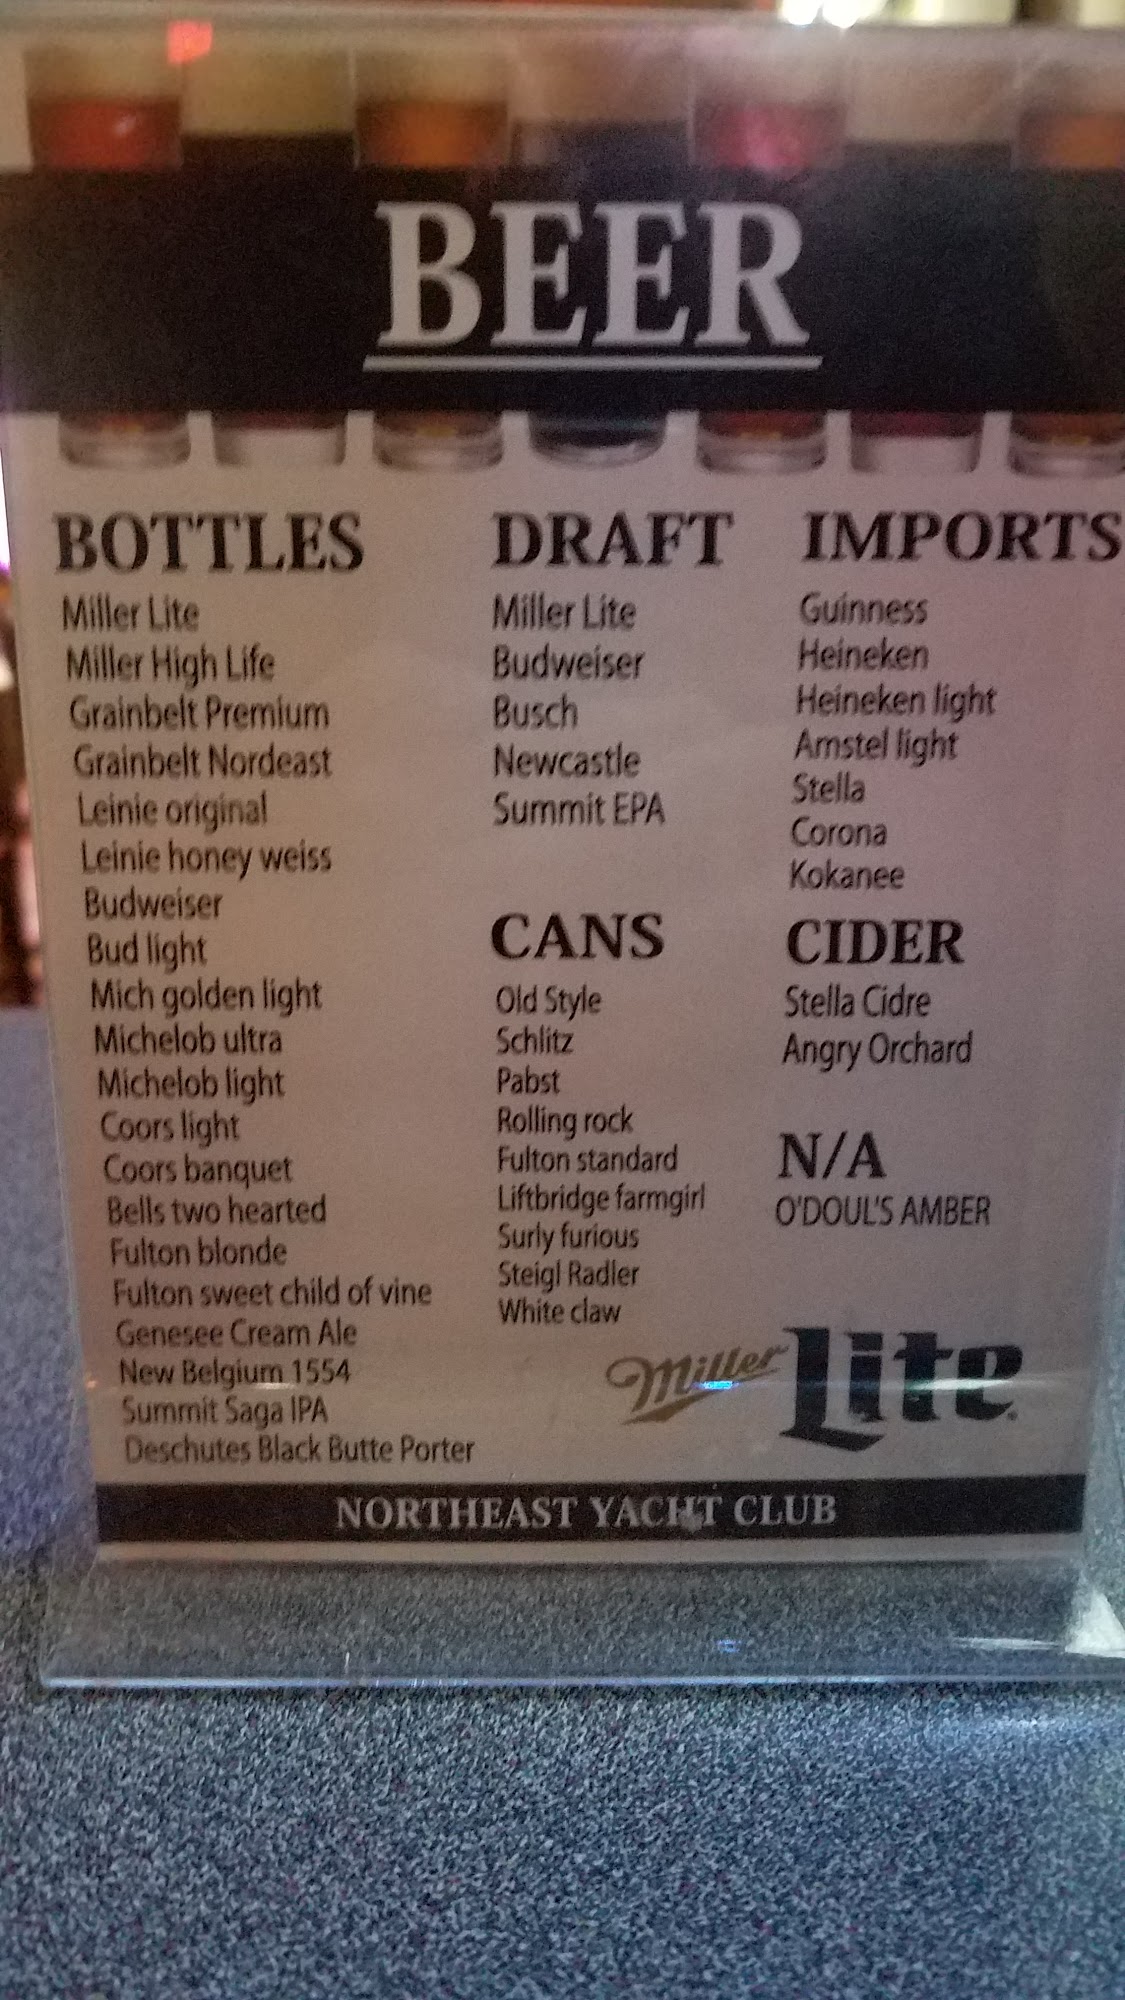 BEER
BOTTLES
Miller Lite
Miller High Life
Grainbelt Premium
Grainbelt Nordeast
Leinie original
Leinie honey weiss
Budweiser
Bud light
Mich golden light
Michelob ultra
Michelob light
Coors light
Coors banquet
Bells two hearted
Fulton blonde
Fulton sweet child of vine
Genesee Cream Ale
New Belgium 1554
Summit Saga IPA
Deschutes Black Butte Porter
DRAFT
Miller Lite
Budweiser
Busch
Newcastle
Summit EPA
CANS
Old Style
Schlitz
Pabst
Rolling rock
Fulton standard
Liftbridge farmgirl
Surly furious
Steigl Radler
White claw
IMPORTS
Guinness
Heineken
Heineken light
Amstel light
Stella
Corona
Kokanee
CIDER
Stella Cidre
Angry Orchard
N/A
O'DOUL'S AMBER
Miller Lite
NORTHEAST YACHT CLUB